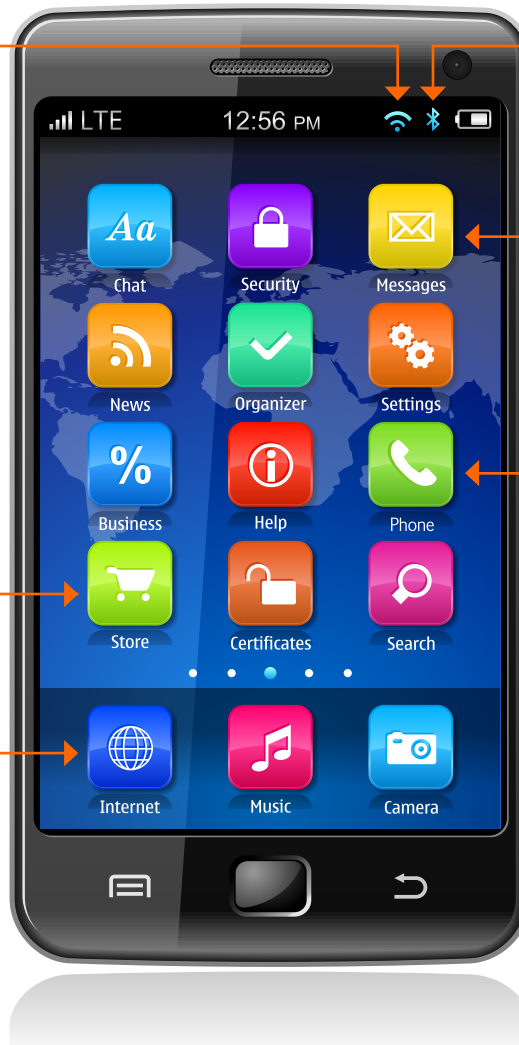 LTE 12:56 PM
Aa
Chat Security Messages
News Organizer Settings
%
Business Help Phone
Store Certificates Search
Internet Music Camera